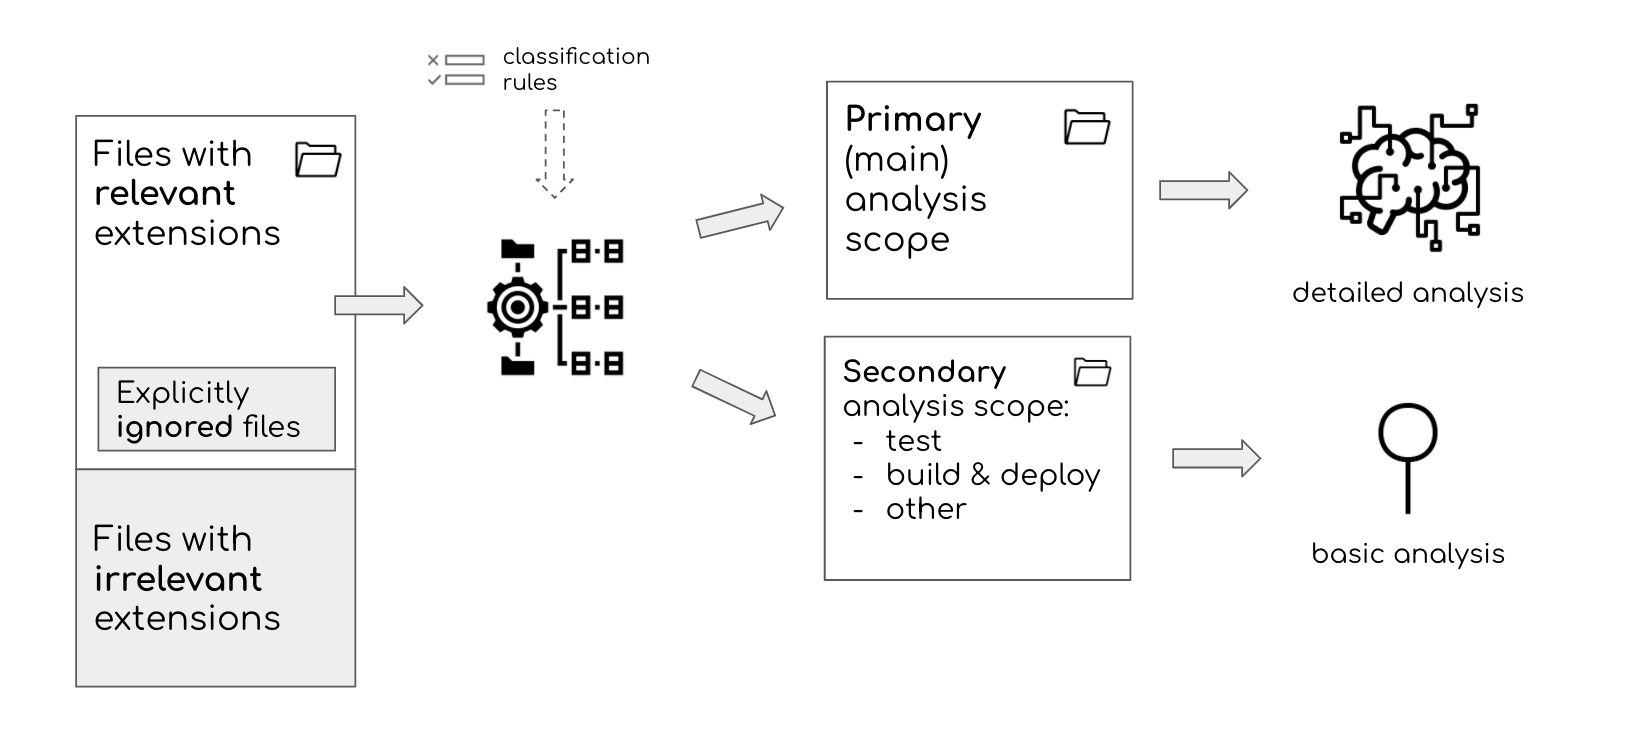 classification
rules
Files with
relevant
extensions
Explicitly
ignored files
Files with
irrelevant
extensions
Primary
(main)
analysis
scope
detailed analysis
Secondary
analysis scope:
- test
- build & deploy
- other
basic analysis